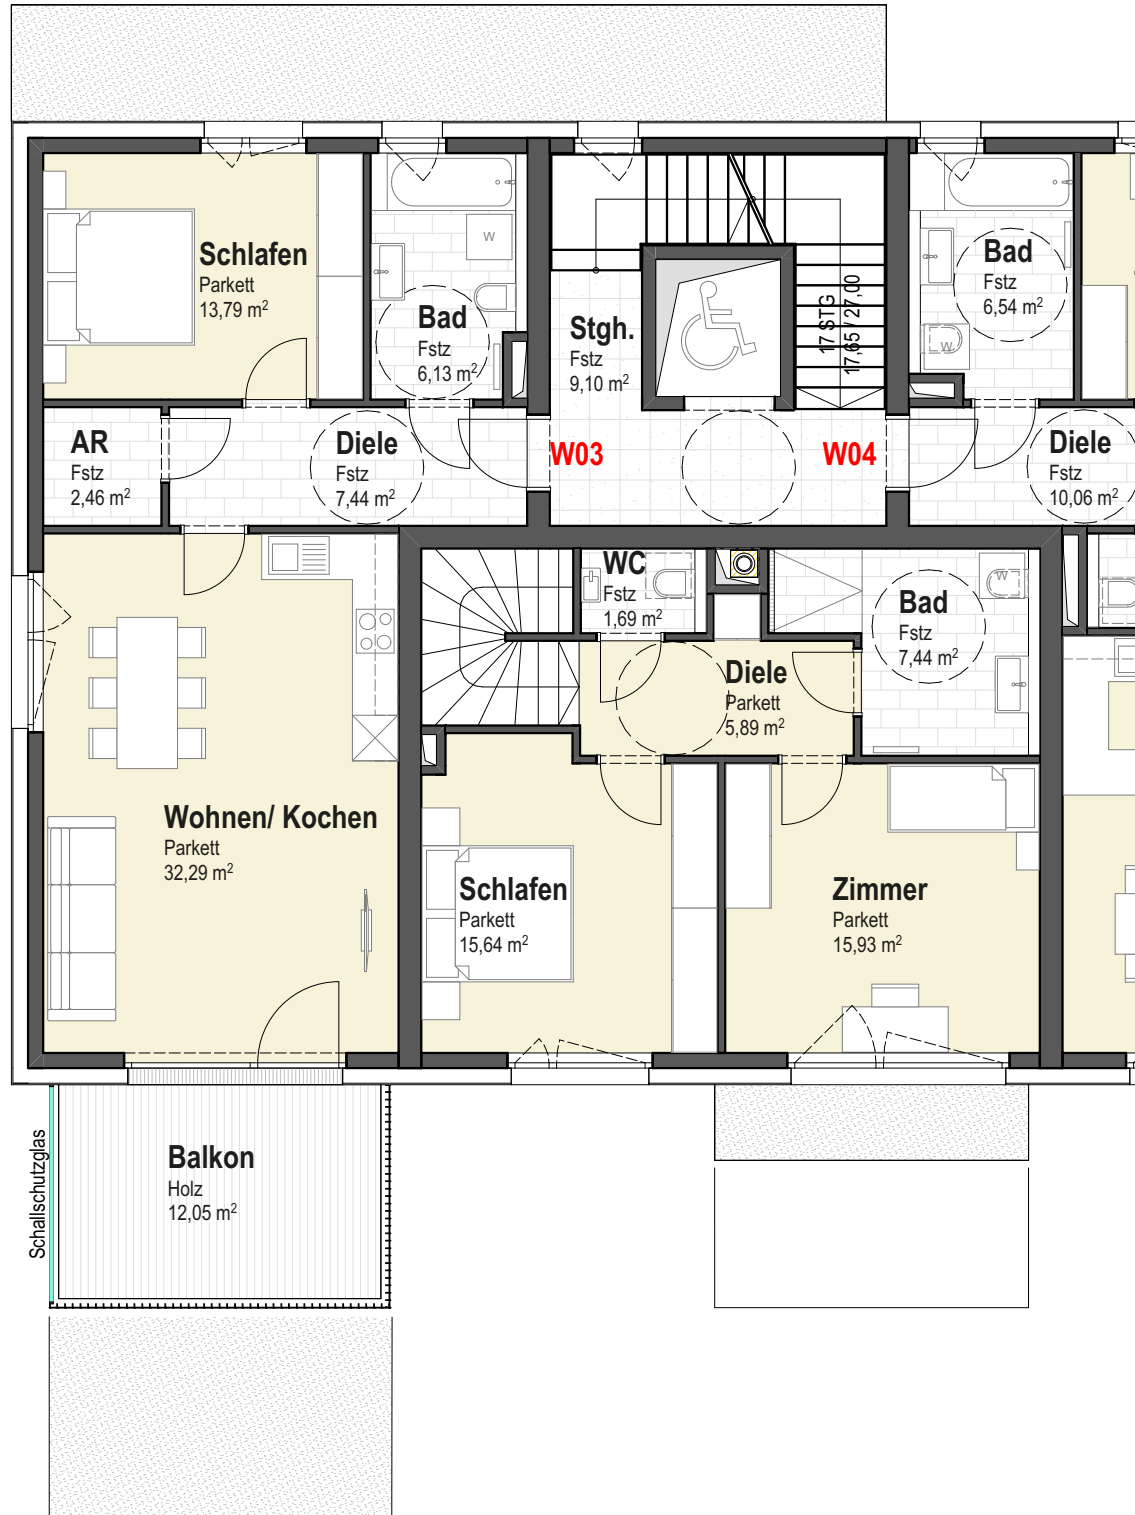 Schlafen
Parkett
13,79 m²
Bad
Fstz
6,13 m²
W
Stgh.
Fstz
9,10 m²
17 STG
17,65 / 27,00
Bad
Fstz
6,54 m²
W
AR
Fstz
2,46 m²
Diele
Fstz
7,44 m²
W03
W04
Diele
Fstz
10,06 m²
WC
Fstz
1,69 m²
Bad
Fstz
7,44 m²
W
Diele
Parkett
5,89 m²
Wohnen/ Kochen
Parkett
32,29 m²
Schlafen
Parkett
15,64 m²
Zimmer
Parkett
15,93 m²
Schallschutzglas
Balkon
Holz
12,05 m²